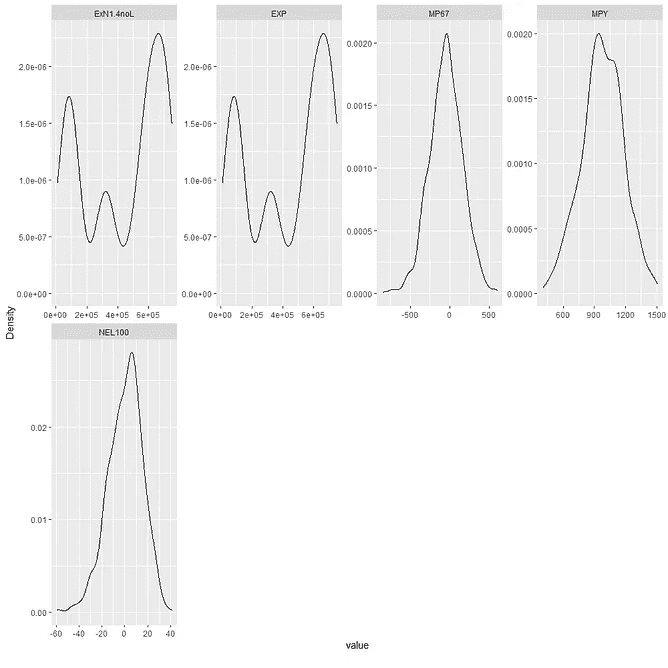 ExN1.4noL EXP MP67 MPY
2.0e-06 2.0e-06 0.0020 0.0020
1.5e-06 1.5e-06 0.0015 0.0015
1.0e-06 1.0e-06 0.0010 0.0010
5.0e-07 5.0e-07 0.0005 0.0005
0.0e+00 0.0e+00 0.0000 0.0000
0e+00 2e+05 4e+05 6e+05 0e+00 2e+05 4e+05 6e+05 -500 0 500 600 900 1200 1500
Density
NEL100
0.02
0.01
0.00
-60 -40 -20 0 20 40
value